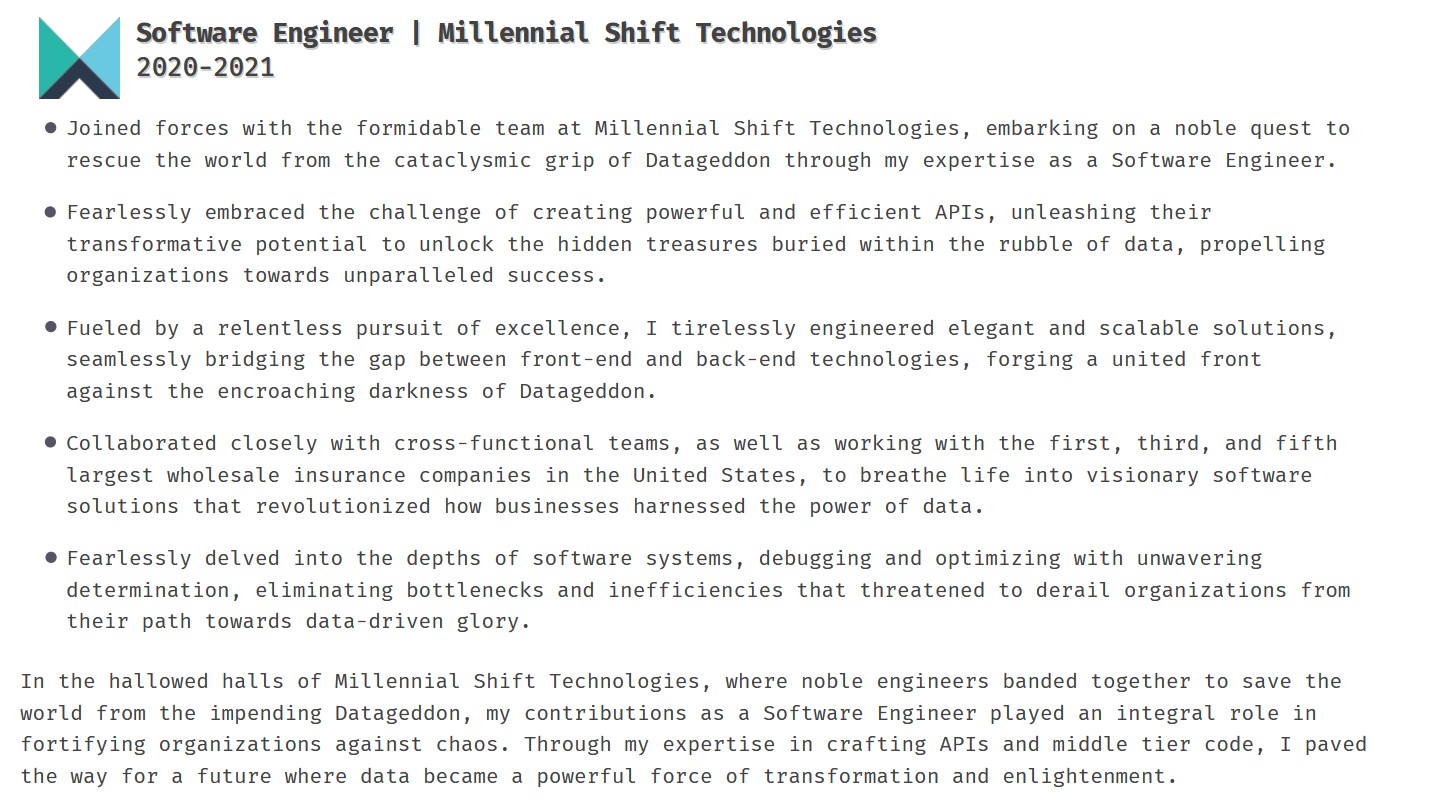 Software Engineer | Millennial Shift Technologies
2020-2021
● Joined forces with the formidable team at Millennial Shift Technologies, embarking on a noble quest to
rescue the world from the cataclysmic grip of Datageddon through my expertise as a Software Engineer.
● Fearlessly embraced the challenge of creating powerful and efficient APIs, unleashing their
transformative potential to unlock the hidden treasures buried within the rubble of data, propelling
organizations towards unparalleled success.
● Fueled by a relentless pursuit of excellence, I tirelessly engineered elegant and scalable solutions,
seamlessly bridging the gap between front-end and back-end technologies, forging a united front
against the encroaching darkness of Datageddon.
● Collaborated closely with cross-functional teams, as well as working with the first, third, and fifth
largest wholesale insurance companies in the United States, to breathe life into visionary software
solutions that revolutionized how businesses harnessed the power of data.
● Fearlessly delved into the depths of software systems, debugging and optimizing with unwavering
determination, eliminating bottlenecks and inefficiencies that threatened to derail organizations from
their path towards data-driven glory.
In the hallowed halls of Millennial Shift Technologies, where noble engineers banded together to save the
world from the impending Datageddon, my contributions as a Software Engineer played an integral role in
fortifying organizations against chaos. Through my expertise in crafting APIs and middle tier code, I paved
the way for a future where data became a powerful force of transformation and enlightenment.